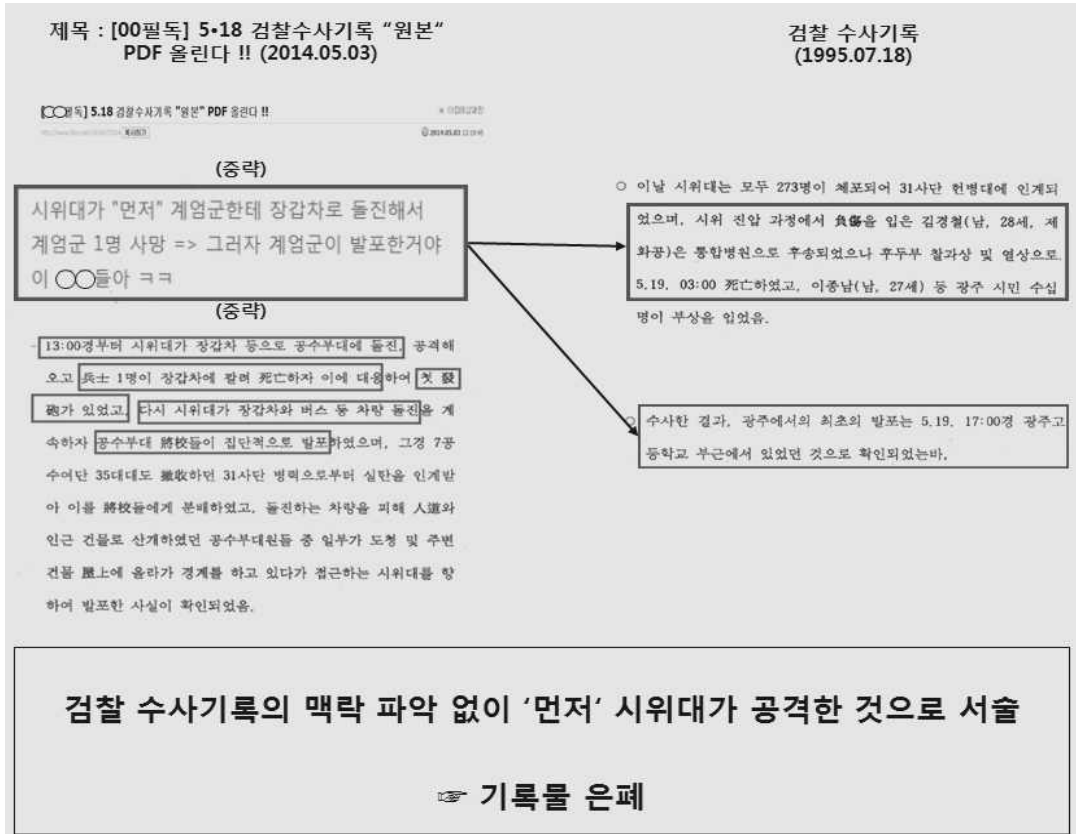 제목 : [00필독] 5•18 검찰수사기록 “원본“
PDF 올린다 !! (2014.05.03)
[◯◯필독] 5.18 검찰수사기록 "원본" PDF 올린다 !!
(중략)
시위대가 "먼저" 계엄군한테 장갑차로 돌진해서
계엄군 1명 사망 => 그러자 계엄군이 발포한거야
이 ◯◯들아 ㅋㅋ
(중략)
- 13:00경부터 시위대가 장갑차 등으로 공수부대에 돌진, 공격해
오고 兵士 1명이 장갑차에 팔려 死亡하자 이에 대응하여 첫 發
砲가 있었고, 다시 시위대가 장갑차와 버스 등 차량 돌진을 계
속하자 공수부대 將校들이 집단적으로 발포하였으며, 그경 7공
수여단 35대대도 撤收하던 31사단 병력으로부터 실탄을 인계받
아 이를 將校들에게 분배하였고, 돌진하는 차량을 피해 人道와
인근 건물로 산개하였던 공수부대원들 중 일부가 도청 및 주변
건물 屋上에 올라가 경계를 하고 있다가 접근하는 시위대를 향
하여 발포한 사실이 확인되었음.
검찰 수사기록
(1995.07.18)
○ 이날 시위대는 모두 273명이 체포되어 31사단 헌병대에 인계되
었으며, 시위 진압 과정에서 負傷을 입은 김경철(남, 28세, 제
화공)은 통합병원으로 후송되었으나 후두부 찰과상 및 열상으로
5.19. 03:00 死亡하였고, 이종남(남, 27세) 등 광주 시민 수십
명이 부상을 입었음.
○ 수사한 결과, 광주에서의 최초의 발포는 5.19. 17:00경 광주고
등학교 부근에서 있었던 것으로 확인되었는바,
검찰 수사기록의 맥락 파악 없이 ‘먼저‘ 시위대가 공격한 것으로 서술
☞ 기록물 은폐